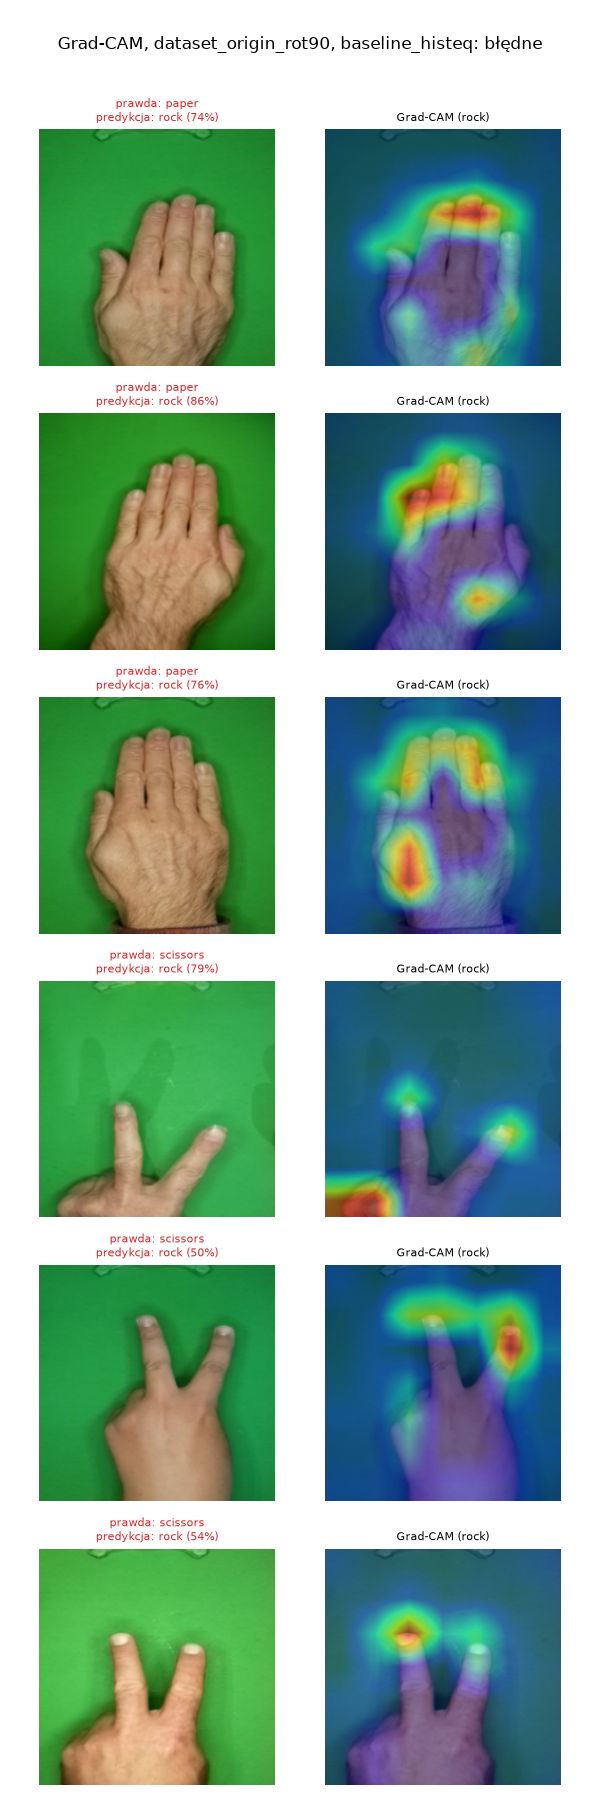 Grad-CAM, dataset_origin_rot90, baseline_histeq: błędne
prawda: paper
predykcja: rock (74%)
Grad-CAM (rock)
prawda: paper
predykcja: rock (86%)
Grad-CAM (rock)
prawda: paper
predykcja: rock (76%)
Grad-CAM (rock)
prawda: scissors
predykcja: rock (79%)
Grad-CAM (rock)
prawda: scissors
predykcja: rock (50%)
Grad-CAM (rock)
prawda: scissors
predykcja: rock (54%)
Grad-CAM (rock)